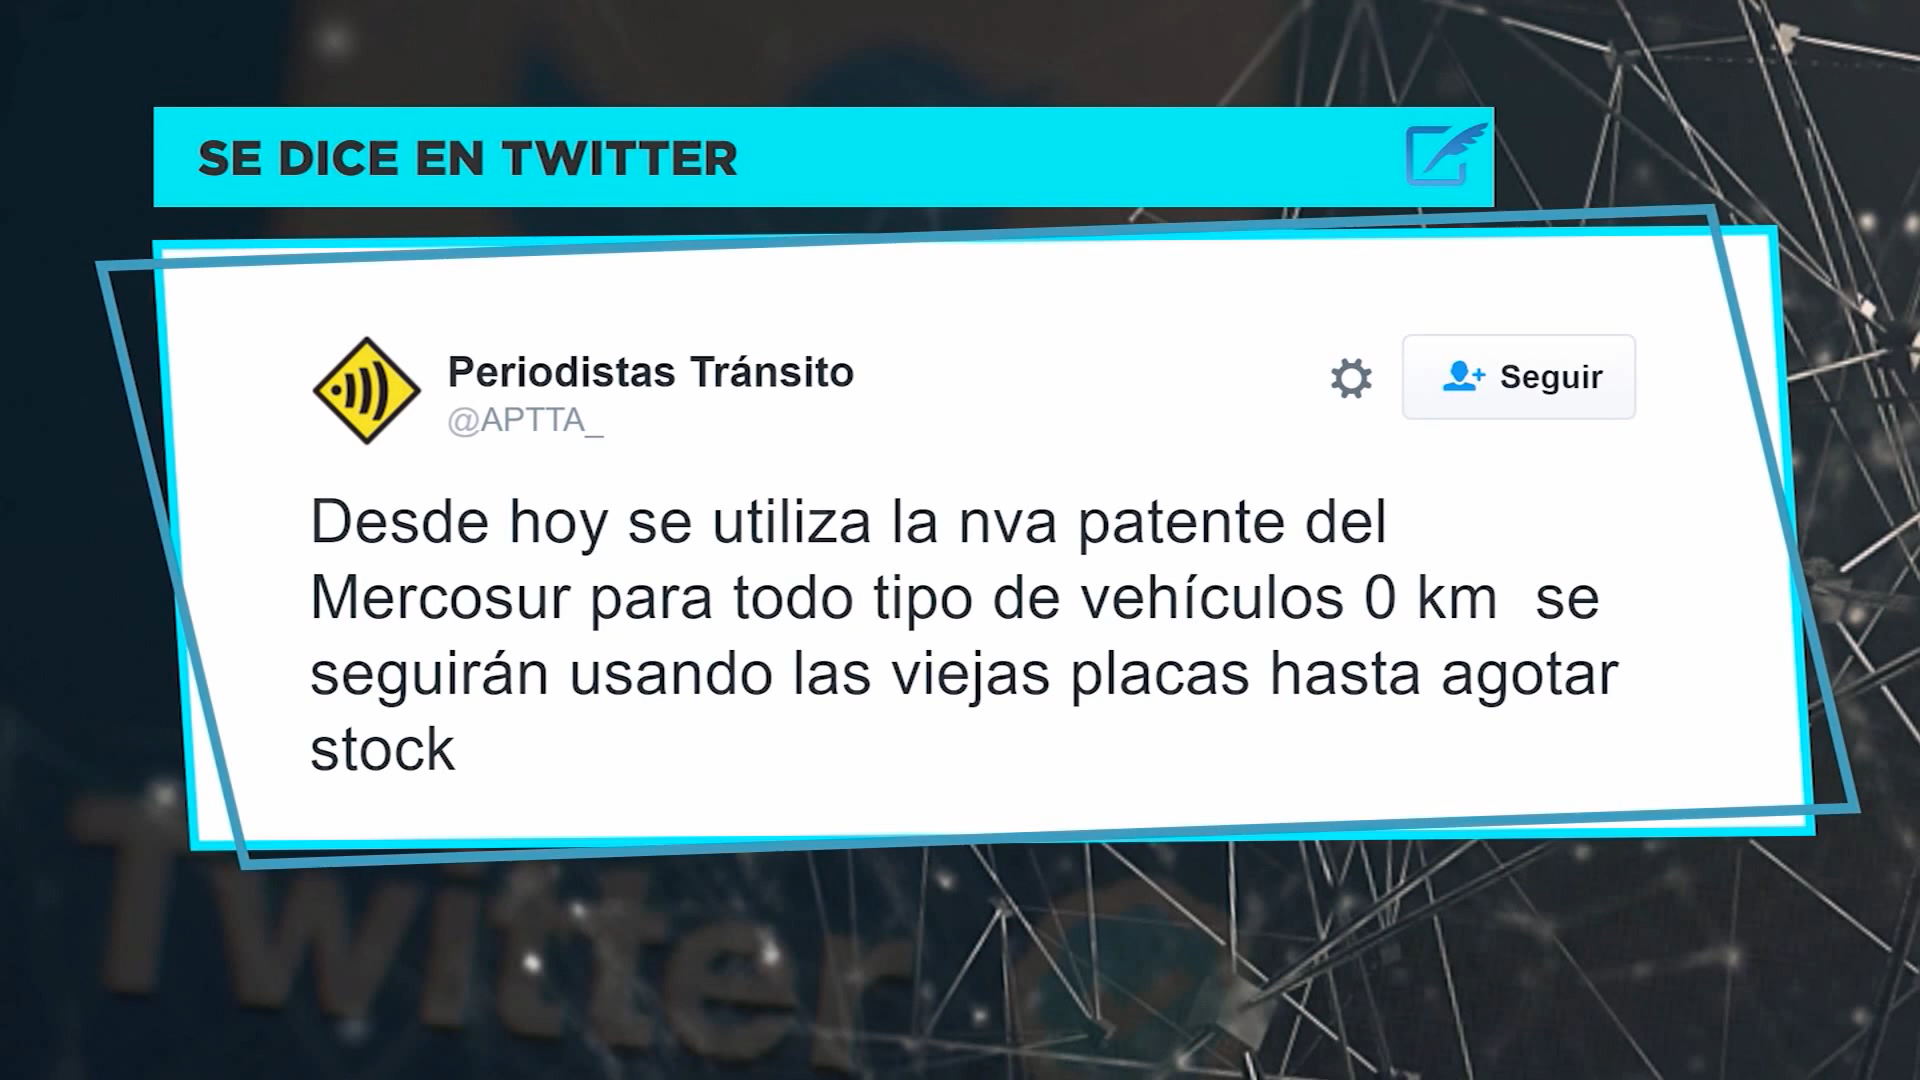 SE DICE EN TWITTER
Periodistas Tránsito
@APTTA_
Seguir
Desde hoy se utiliza la nva patente del
Mercosur para todo tipo de vehículos 0 km  se
seguirán usando las viejas placas hasta agotar
stock
Twitter